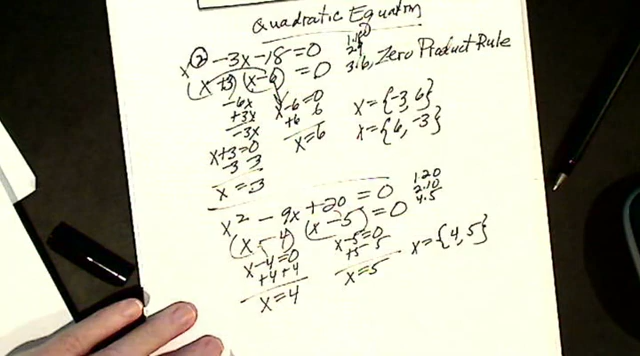 Quadratic Equation
x² -3x -18 = 0
1·18
2·9
3·6
Zero Product Rule
(x+3)(x-6) = 0
-6x
+3x
-3x
x-6=0
+6 6
x=6
x={-3,6}
x={6,-3}
x+3=0
-3 3
x=-3
x² - 9x +20 = 0
1·20
2·10
4·5
(x-4)(x-5)=0
x-4=0
+4 +4
x=4
x-5=0
+5 5
x=5
x={4,5}